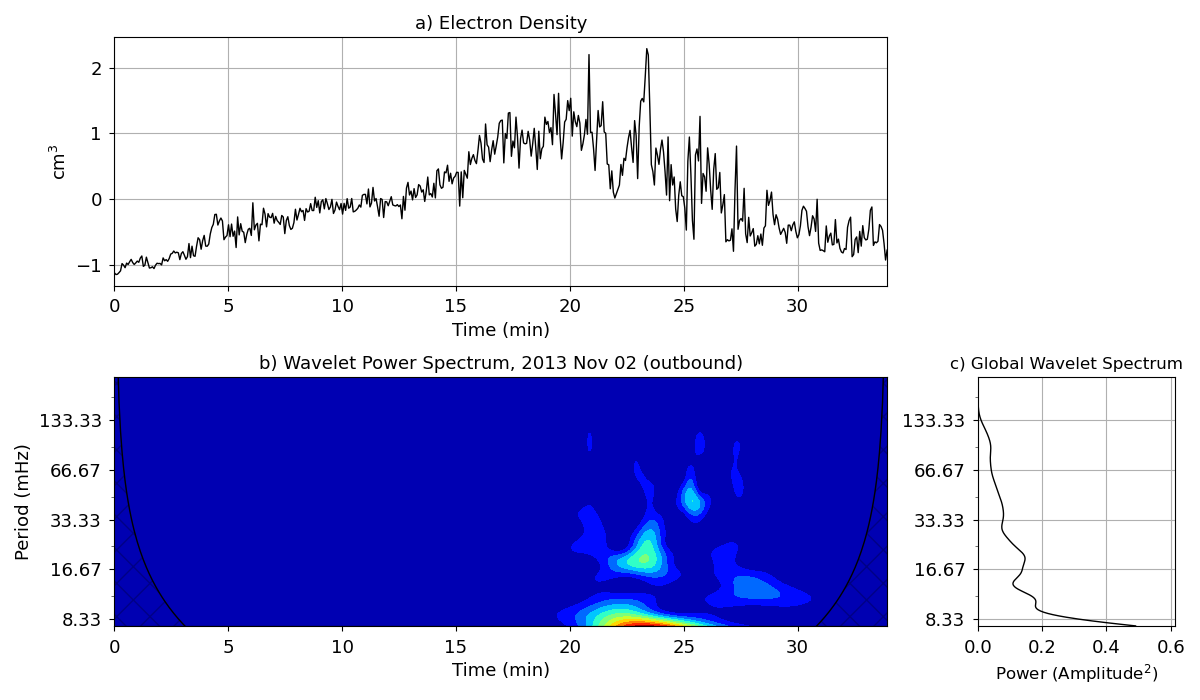 a) Electron Density
2
1
0
−1
cm³
0 5 10 15 20 25 30
Time (min)
b) Wavelet Power Spectrum, 2013 Nov 02 (outbound)
133.33
66.67
33.33
16.67
8.33
Period (mHz)
0 5 10 15 20 25 30
Time (min)
c) Global Wavelet Spectrum
133.33
66.67
33.33
16.67
8.33
0.0 0.2 0.4 0.6
Power (Amplitude²)